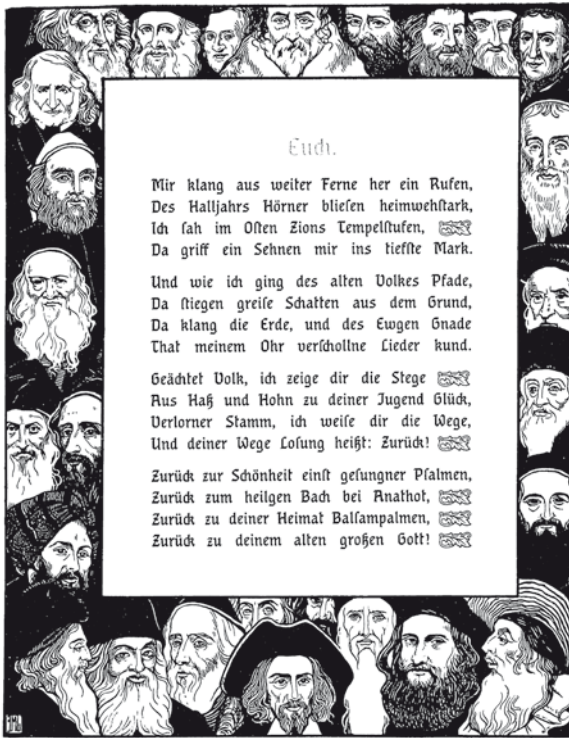 Euch.
Mir klang aus weiter Ferne her ein Rufen,
Des Halljahrs Hörner bliesen heimwehstark,
Ich sah im Osten Zions Tempelstufen,
Da griff ein Sehnen mir ins tiefste Mark.
Und wie ich ging des alten Volkes Pfade,
Da stiegen greise Schatten aus dem Grund,
Da klang die Erde, und des Ewgen Gnade
That meinem Ohr verschollne Lieder kund.
Geächtet Volk, ich zeige dir die Stege
Aus Haß und Hohn zu deiner Jugend Glück,
Verlorner Stamm, ich weise dir die Wege,
Und deiner Wege Losung heißt: Zurück!
Zurück zur Schönheit einst gesungner Psalmen,
Zurück zum heilgen Bach bei Anathot,
Zurück zu deiner Heimat Balsampalmen,
Zurück zu deinem alten großen Gott!